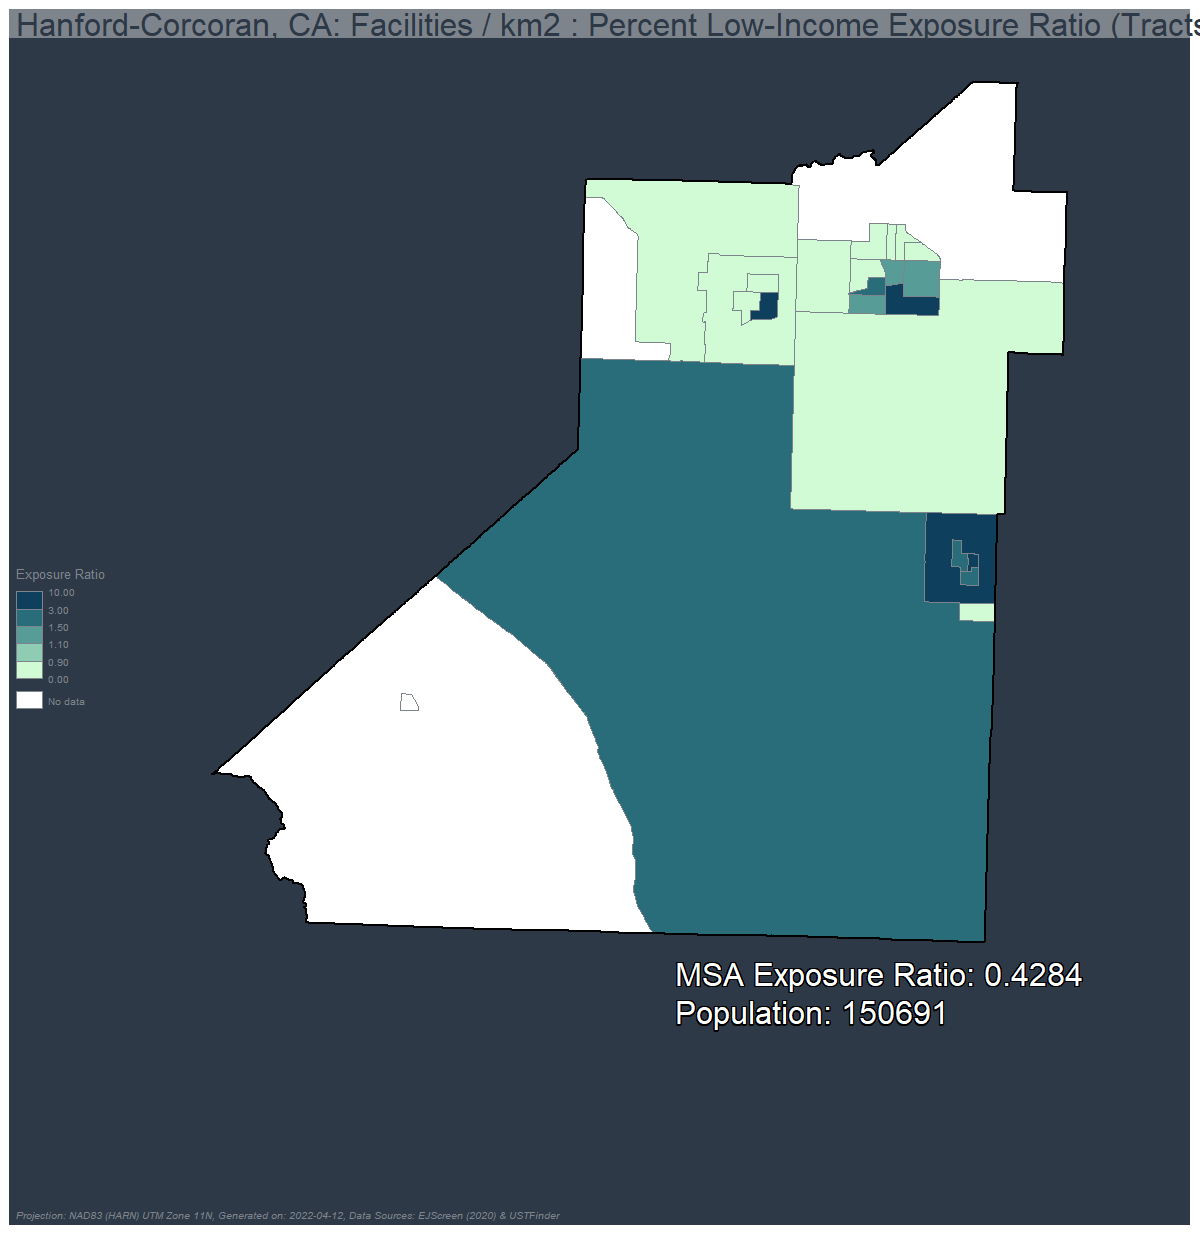 Hanford-Corcoran, CA: Facilities / km2 : Percent Low-Income Exposure Ratio (Tracts
Exposure Ratio
10.00
3.00
1.50
1.10
0.90
0.00
No data
MSA Exposure Ratio: 0.4284
Population: 150691
Projection: NAD83 (HARN) UTM Zone 11N, Generated on: 2022-04-12, Data Sources: EJScreen (2020) & USTFinder